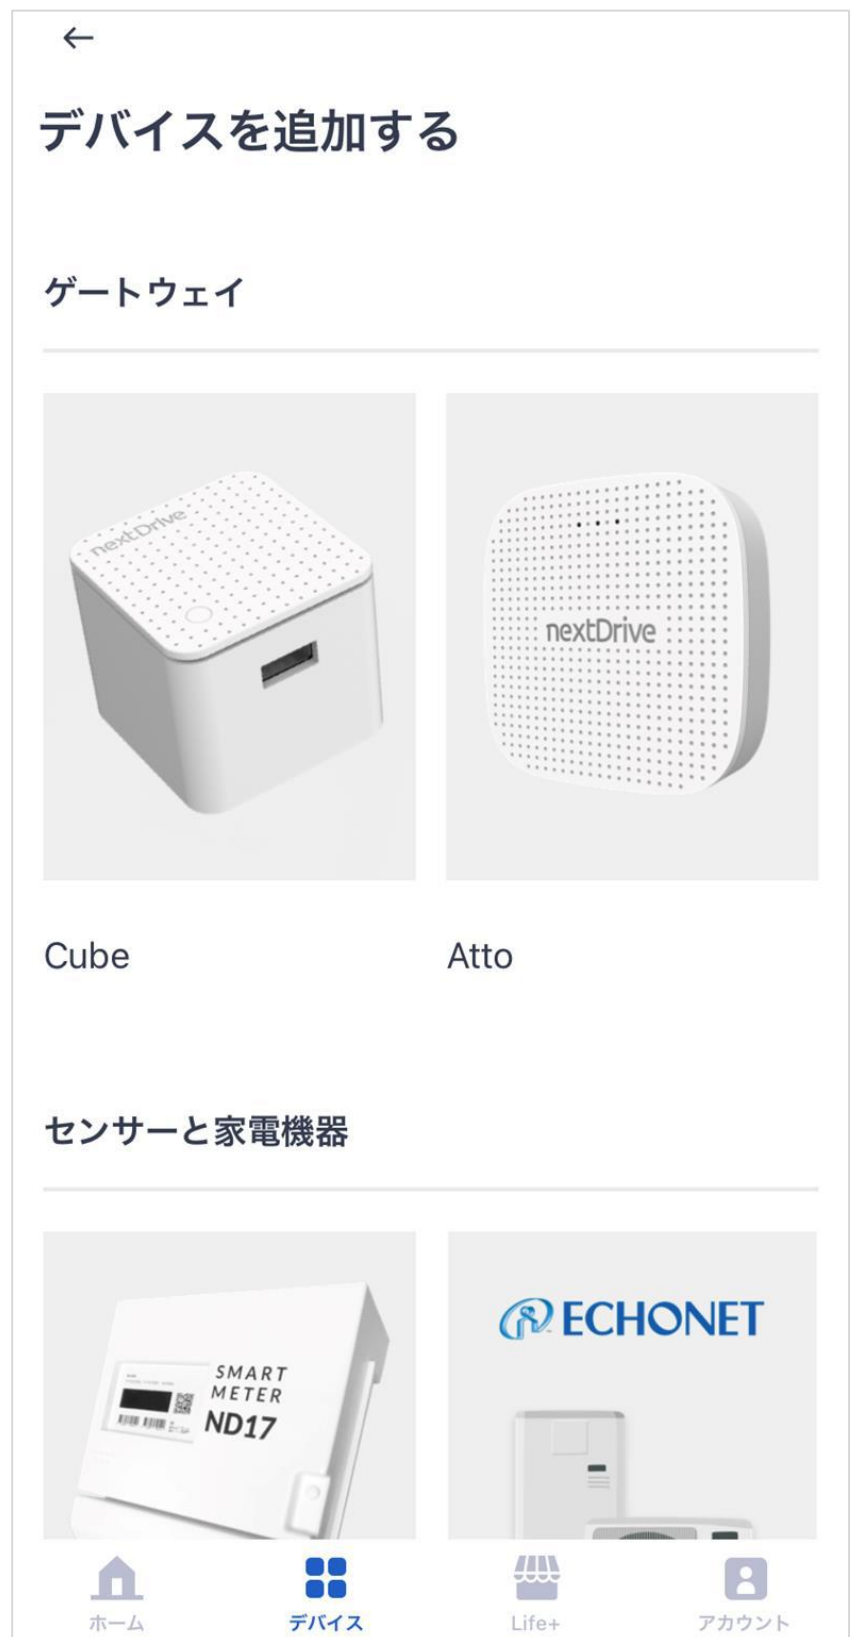 デバイスを追加する
ゲートウェイ
nextDrive
nextDrive
Cube
Atto
センサーと家電機器
SMART
METER
ND17
ECHONET
ホーム
デバイス
Life+
アカウント